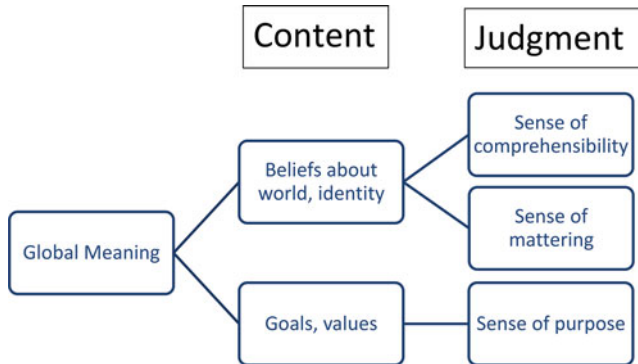 Content
Judgment
Sense of
comprehensibility
Beliefs about
world, identity
Sense of
mattering
Global Meaning
Goals, values
Sense of purpose